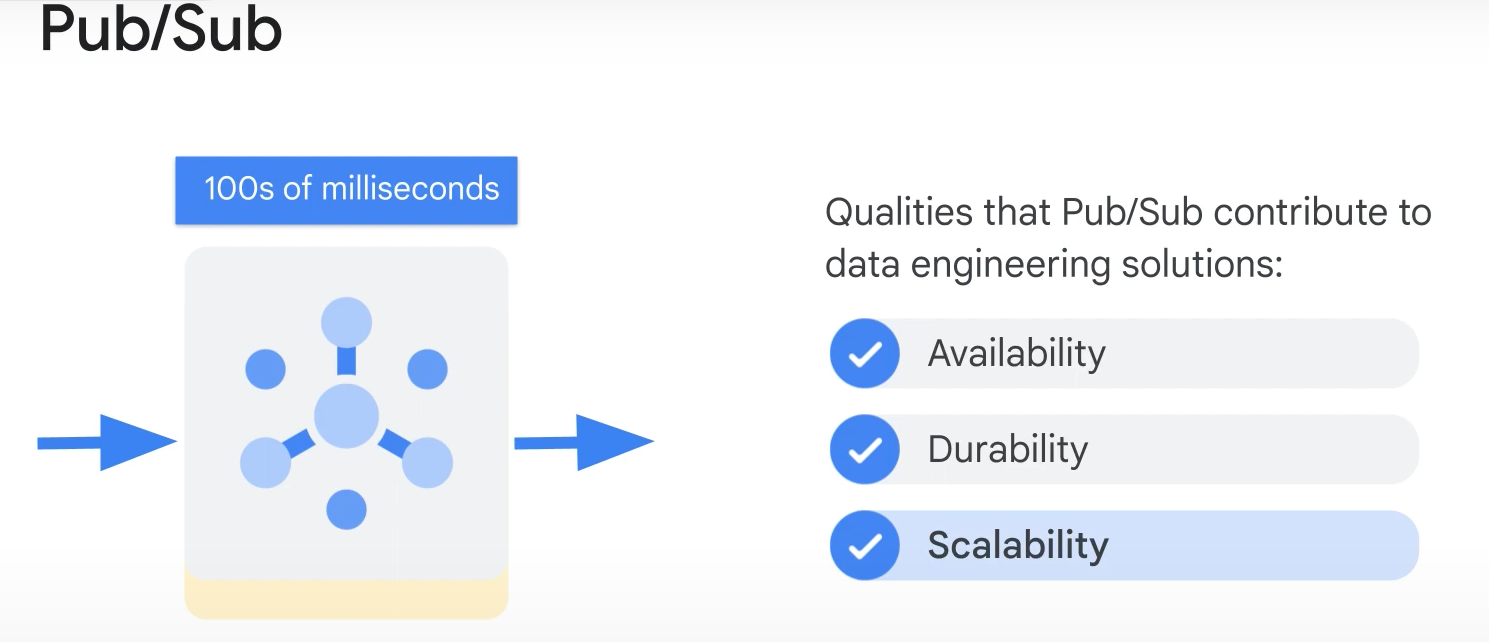 Pub/Sub
100s of milliseconds
Qualities that Pub/Sub contribute to
data engineering solutions:
Availability
Durability
Scalability